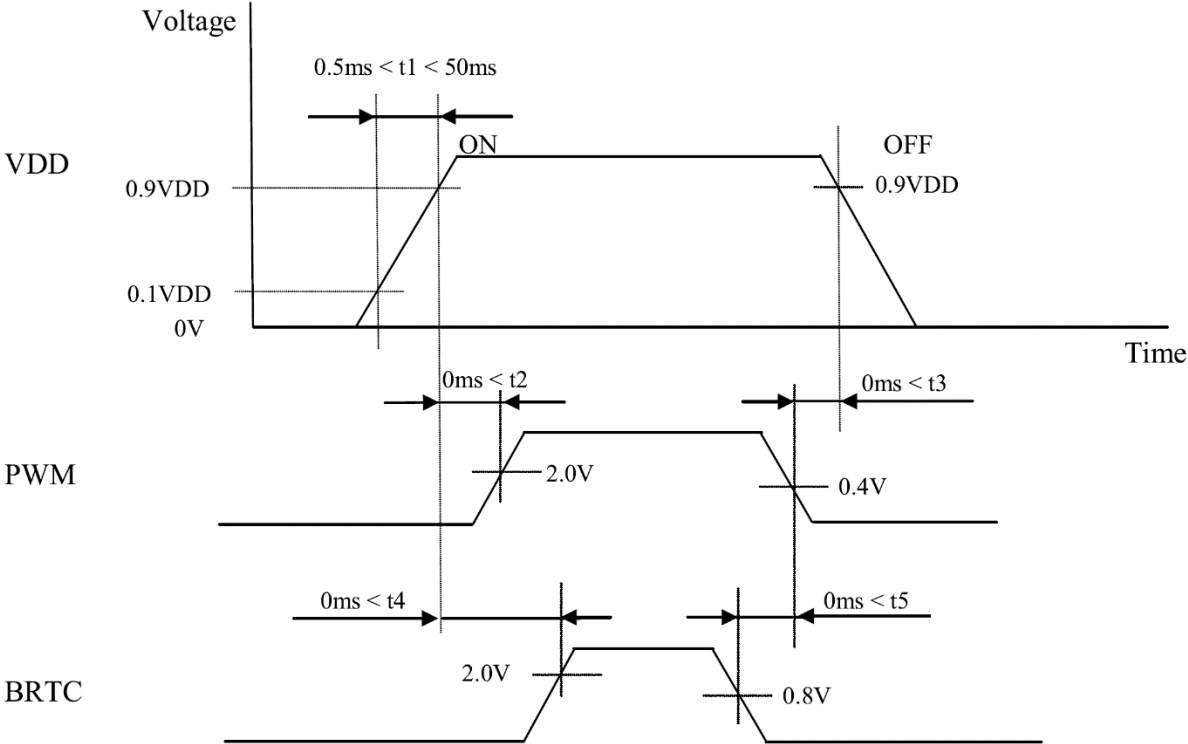 Voltage
0.5ms < t1 < 50ms
ON
OFF
VDD
0.9VDD
0.9VDD
0.1VDD
0V
Time
0ms < t2
0ms < t3
PWM
2.0V
0.4V
0ms < t4
0ms < t5
2.0V
BRTC
0.8V